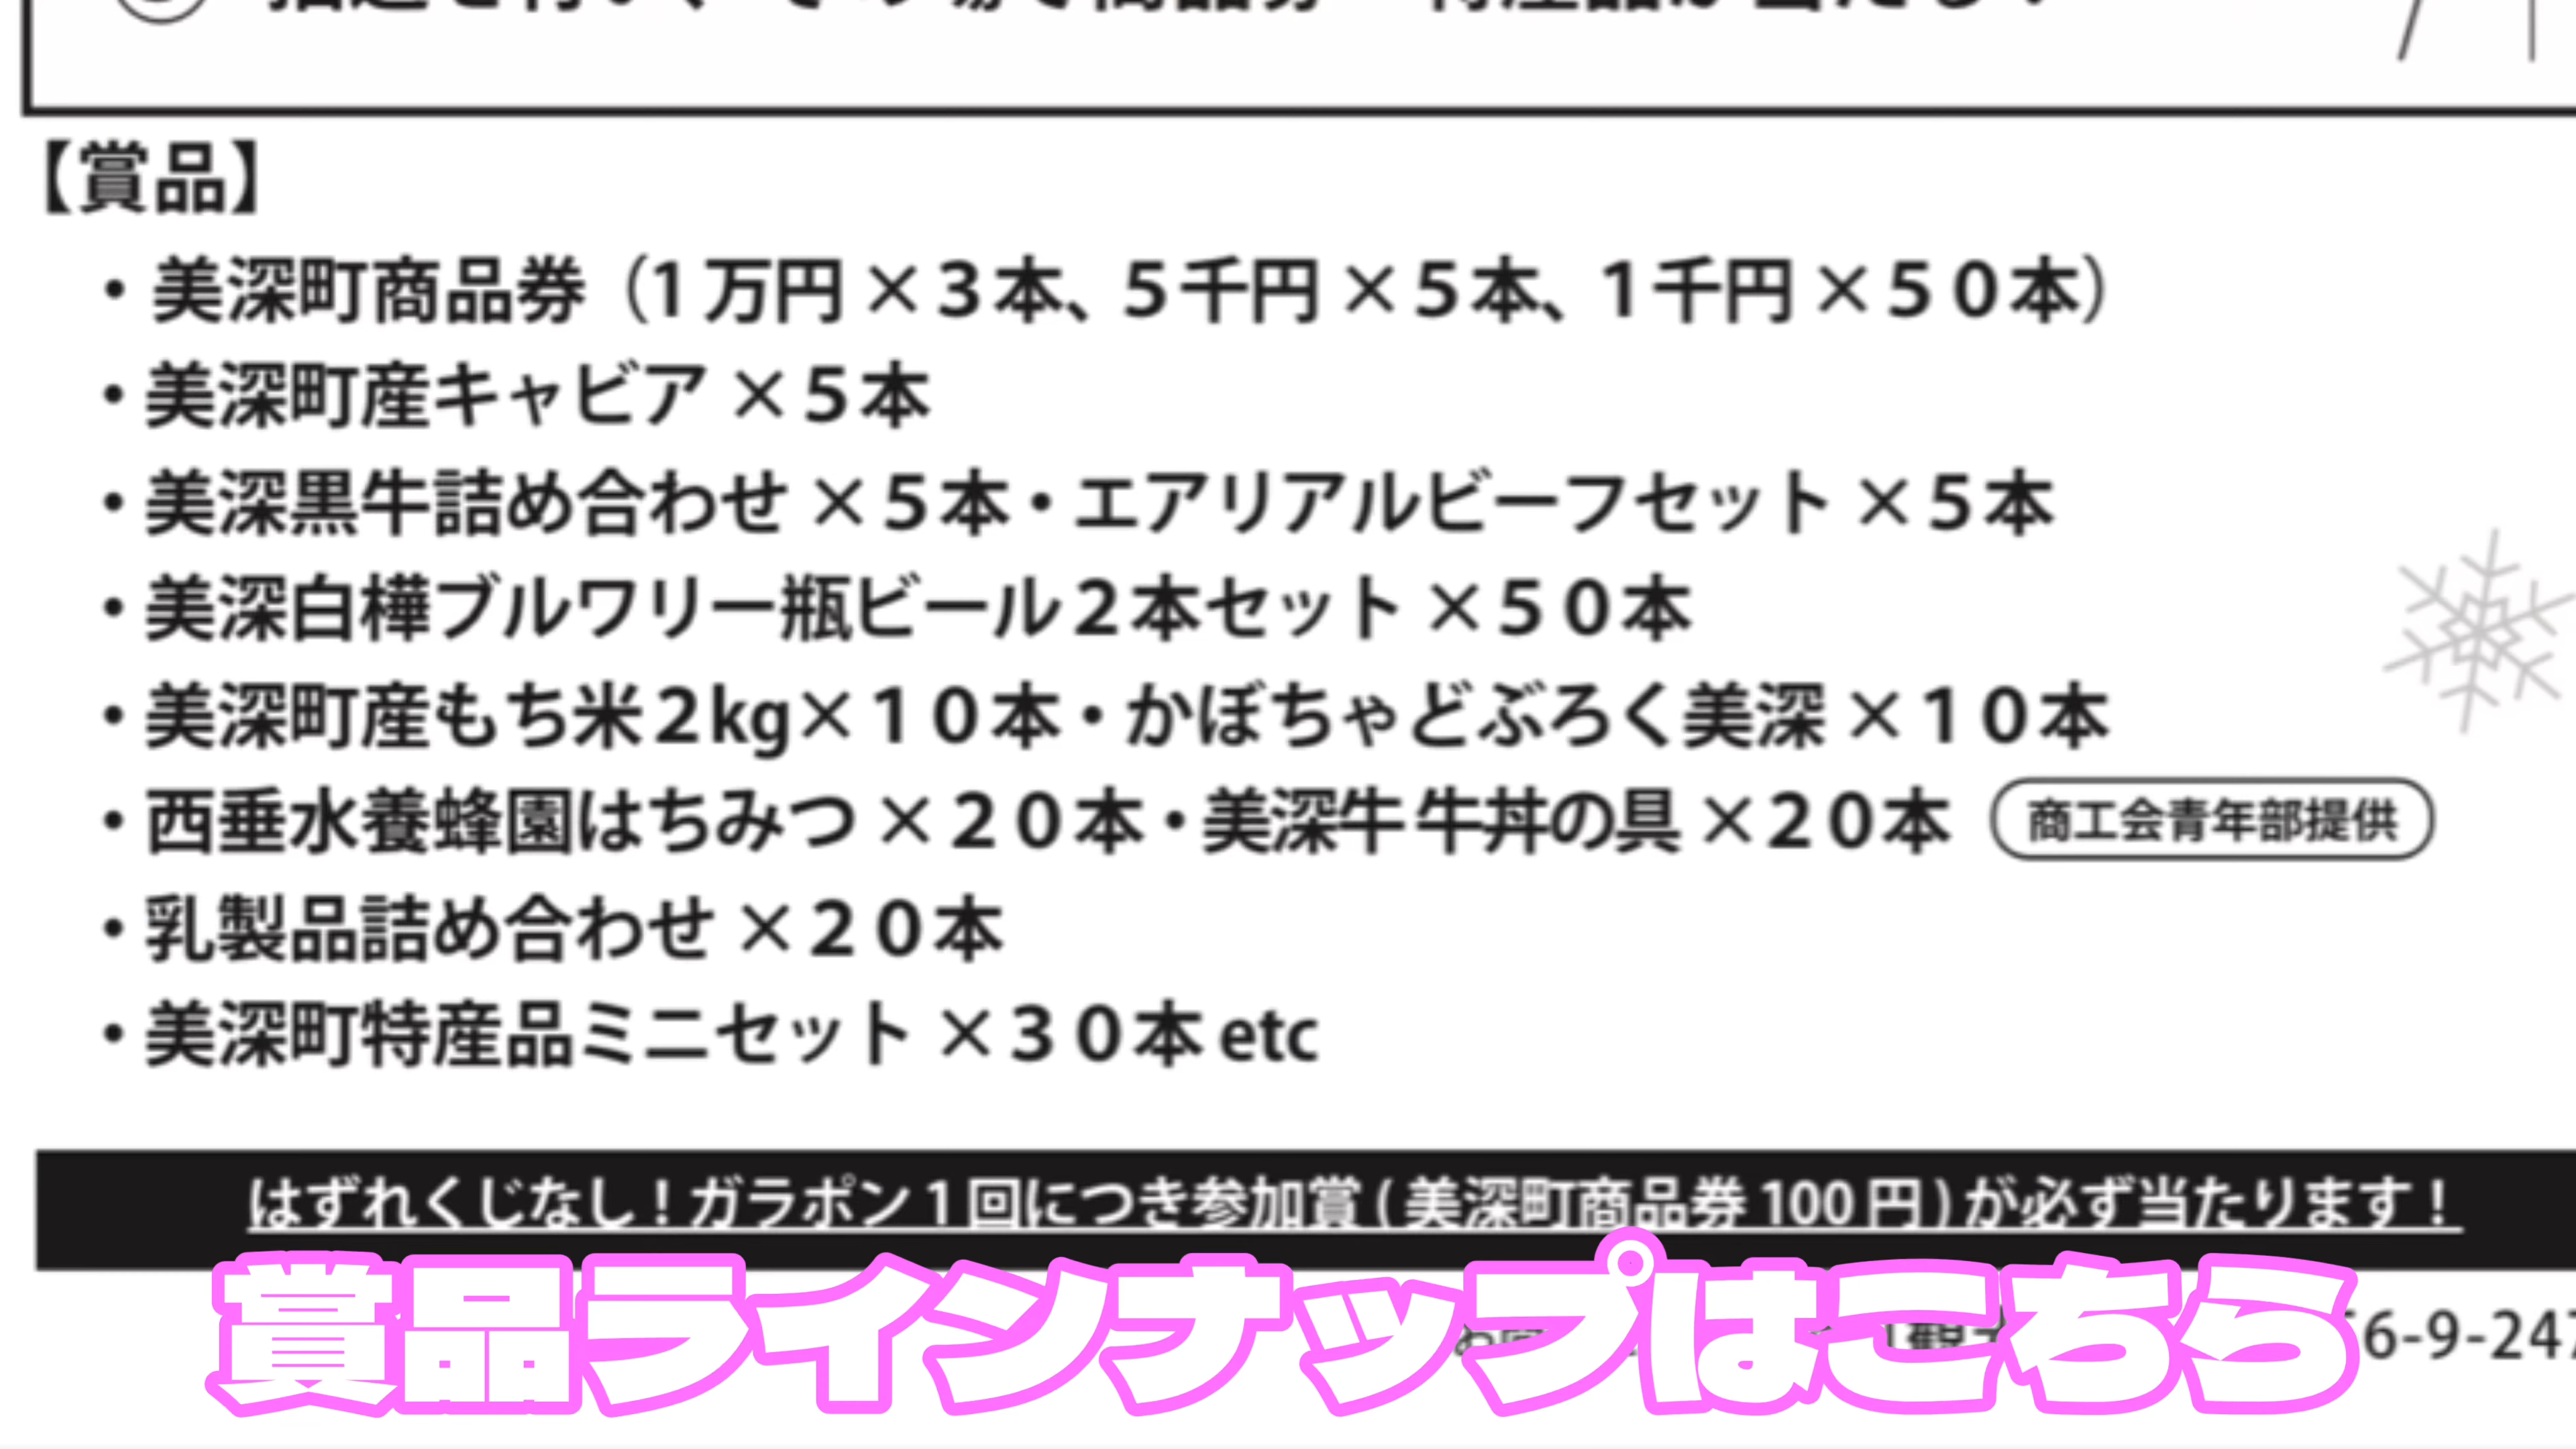 【賞品】
・美深町商品券（1万円×3本、5千円×5本、1千円×50本）
・美深町産キャビア×5本
・美深黒牛詰め合わせ×5本・エアリアルビーフセット×5本
・美深白樺ブルワリー瓶ビール2本セット×50本
・美深町産もち米2kg×10本・かぼちゃどぶろく美深×10本
・西垂水養蜂園はちみつ×20本・美深牛牛丼の具×20本 商工会青年部提供
・乳製品詰め合わせ×20本
・美深町特産品ミニセット×30本etc
はずれくじなし！ガラポン1回につき参加賞(美深町商品券100円)が必ず当たります！
賞品ラインナップはこちら
6-9-247